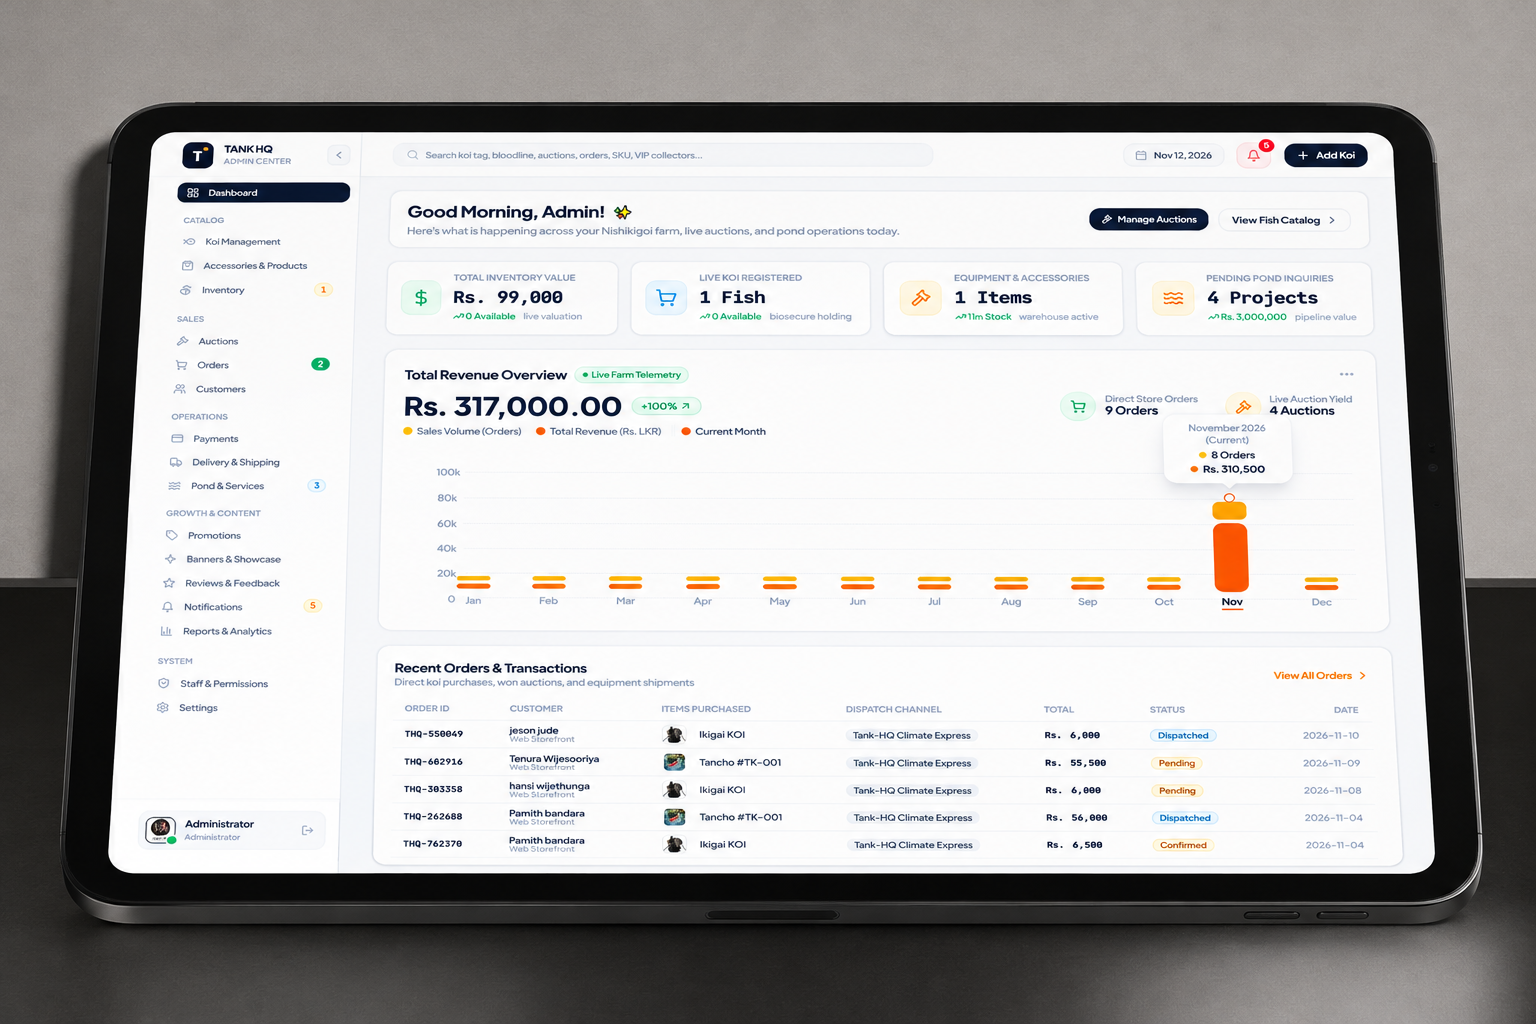 T
TANK HQ
ADMIN CENTER
Search koi tag, bloodline, auctions, orders, SKU, VIP collectors...
Nov 12, 2026
5
+ Add Koi
Dashboard
CATALOG
Koi Management
Accessories & Products
Inventory 1
SALES
Auctions
Orders 2
Customers
OPERATIONS
Payments
Delivery & Shipping
Pond & Services 3
GROWTH & CONTENT
Promotions
Banners & Showcase
Reviews & Feedback
Notifications 5
Reports & Analytics
SYSTEM
Staff & Permissions
Settings
Administrator
Administrator
Good Morning, Admin! ✨
Here's what is happening across your Nishikigoi farm, live auctions, and pond operations today.
Manage Auctions
View Fish Catalog
TOTAL INVENTORY VALUE
Rs. 99,000
0 Available live valuation
LIVE KOI REGISTERED
1 Fish
0 Available biosecure holding
EQUIPMENT & ACCESSORIES
1 Items
11m Stock warehouse active
PENDING POND INQUIRIES
4 Projects
Rs. 3,000,000 pipeline value
Total Revenue Overview
Live Farm Telemetry
Rs. 317,000.00
+100%
Direct Store Orders
9 Orders
Live Auction Yield
4 Auctions
Sales Volume (Orders)
Total Revenue (Rs. LKR)
Current Month
November 2026
(Current)
8 Orders
Rs. 310,500
100k
80k
60k
40k
20k
0
Jan Feb Mar Apr May Jun Jul Aug Sep Oct Nov Dec
Recent Orders & Transactions
Direct koi purchases, won auctions, and equipment shipments
View All Orders
ORDER ID CUSTOMER ITEMS PURCHASED DISPATCH CHANNEL TOTAL STATUS DATE
THQ-550049 jeson jude Ikigai KOI Tank-HQ Climate Express Rs. 6,000 Dispatched 2026-11-10
Web Storefront
THQ-602916 Tenura Wijesooriya Tancho #TK-001 Tank-HQ Climate Express Rs. 55,500 Pending 2026-11-09
Web Storefront
THQ-303358 hansi wijethunga Ikigai KOI Tank-HQ Climate Express Rs. 6,000 Pending 2026-11-08
Web Storefront
THQ-262688 Pamith bandara Tancho #TK-001 Tank-HQ Climate Express Rs. 56,000 Dispatched 2026-11-04
Web Storefront
THQ-762370 Pamith bandara Ikigai KOI Tank-HQ Climate Express Rs. 6,500 Confirmed 2026-11-04
Web Storefront